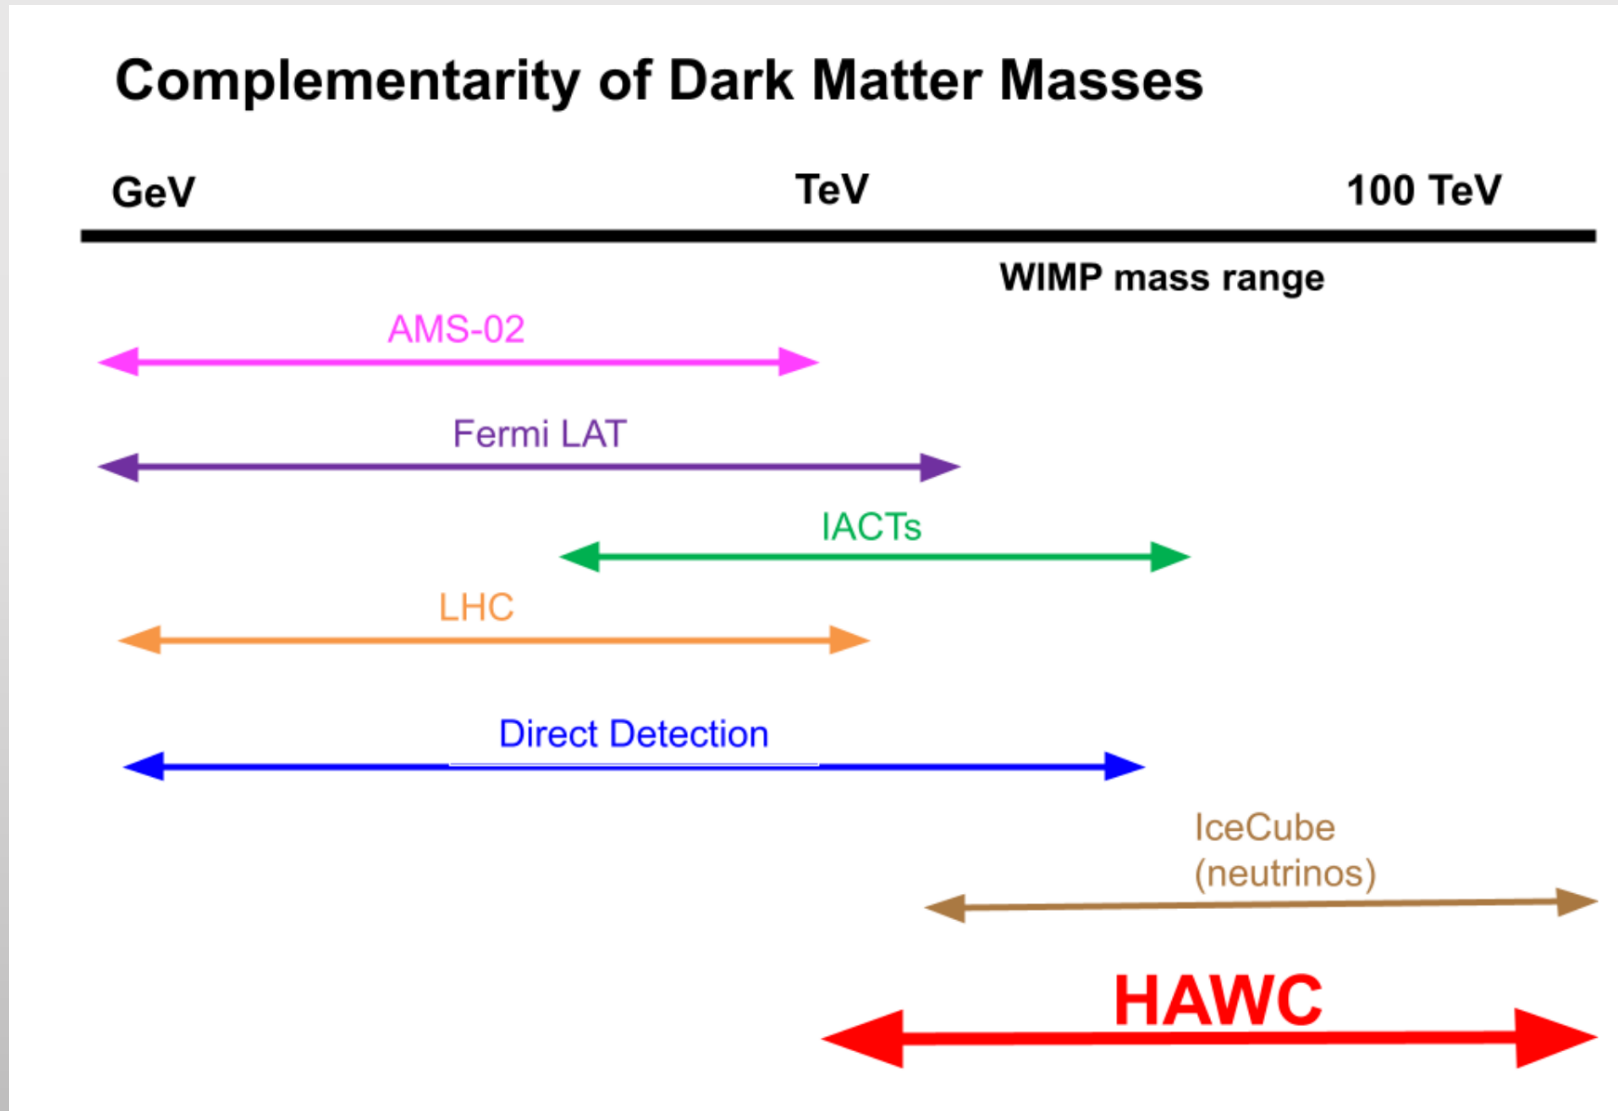 Complementarity of Dark Matter Masses
GeV
TeV
100 TeV
WIMP mass range
AMS-02
Fermi LAT
IACTs
LHC
Direct Detection
IceCube
(neutrinos)
HAWC